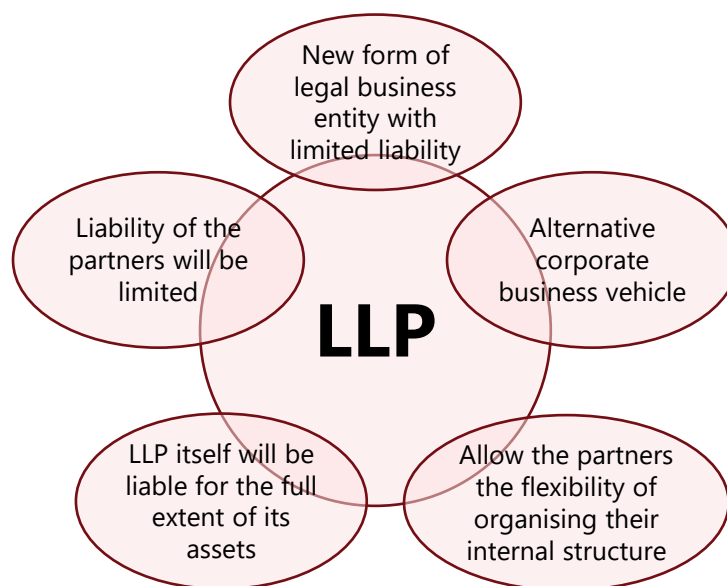 New form of
legal business
entity with
limited liability
Liability of the
partners will be
limited
Alternative
corporate
business vehicle
LLP
LLP itself will be
liable for the full
extent of its
assets
Allow the partners
the flexibility of
organising their
internal structure